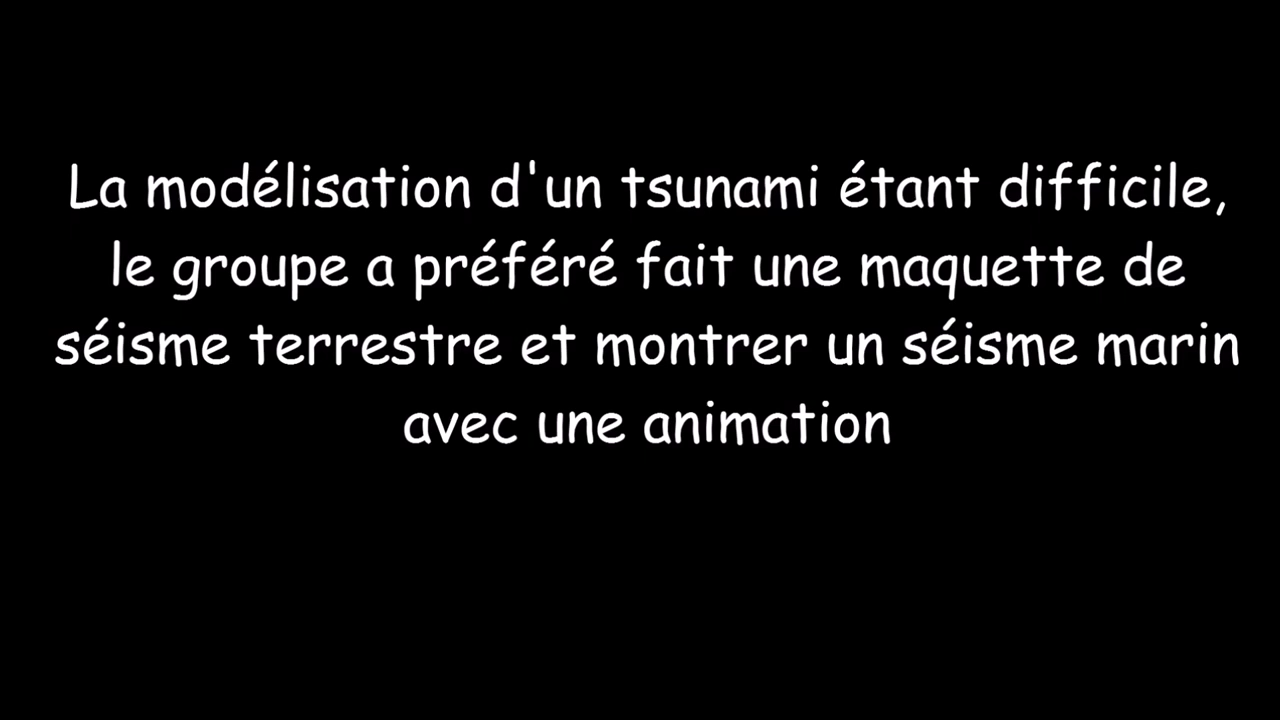 La modélisation d'un tsunami étant difficile,
le groupe a préféré fait une maquette de
séisme terrestre et montrer un séisme marin
avec une animation